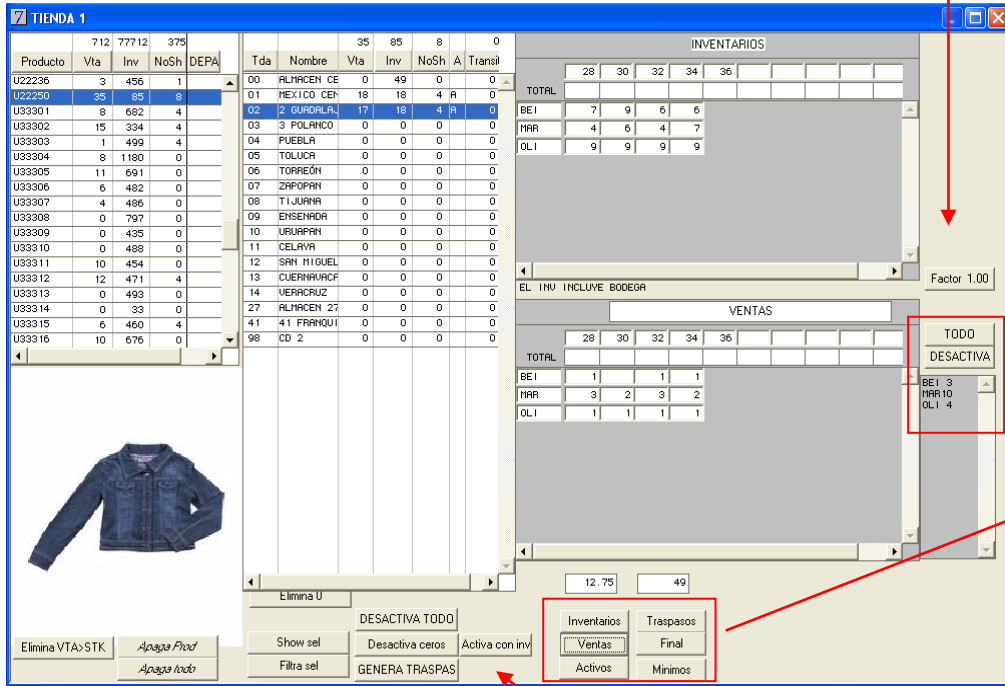 7 TIENDA 1
712 77712 375
Producto Vta Inv NoSh DEPA
U22236 3 456 1
U22250 35 85 8
U33301 8 682 4
U33302 15 334 4
U33303 1 499 4
U33304 8 1180 0
U33305 11 691 0
U33306 6 482 0
U33307 4 486 0
U33308 0 797 0
U33309 0 435 0
U33310 0 488 0
U33311 10 454 0
U33312 12 471 4
U33313 0 493 0
U33314 0 33 0
U33315 6 460 4
U33316 10 676 0
35 85 8 0
Tda Nombre Vta Inv NoSh A Transit
00 ALMACEN CE 0 49 0 0
01 MEXICO CEN 18 18 4 A 0
02 2 GUADALAJ 17 18 4 A 0
03 3 POLANCO 0 0 0 0
04 PUEBLA 0 0 0 0
05 TOLUCA 0 0 0 0
06 TORREÓN 0 0 0 0
07 ZAPOPAN 0 0 0 0
08 TIJUANA 0 0 0 0
09 ENSENADA 0 0 0 0
10 URUAPAN 0 0 0 0
11 CELAYA 0 0 0 0
12 SAN MIGUEL 0 0 0 0
13 CUERNAVACA 0 0 0 0
14 VERACRUZ 0 0 0 0
27 ALMACEN 27 0 0 0 0
41 41 FRANQUI 0 0 0 0
98 CD 2 0 0 0 0
INVENTARIOS
28 30 32 34 36
TOTAL
BEI 7 9 6 6
MAR 4 6 4 7
OLI 9 9 9 9
EL INV INCLUYE BODEGA
Factor 1.00
VENTAS
28 30 32 34 36
TOTAL
BEI 1 1 1
MAR 3 2 3 2
OLI 1 1 1 1
TODO
DESACTIVA
BEI 3
MAR10
OLI 4
12.75 49
Elimina 0
DESACTIVA TODO
Show sel
Desactiva ceros
Activa con inv
Filtra sel
GENERA TRASPAS
Elimina VTA>STK
Apaga Prod
Apaga todo
Inventarios
Traspasos
Ventas
Final
Activos
Minimos